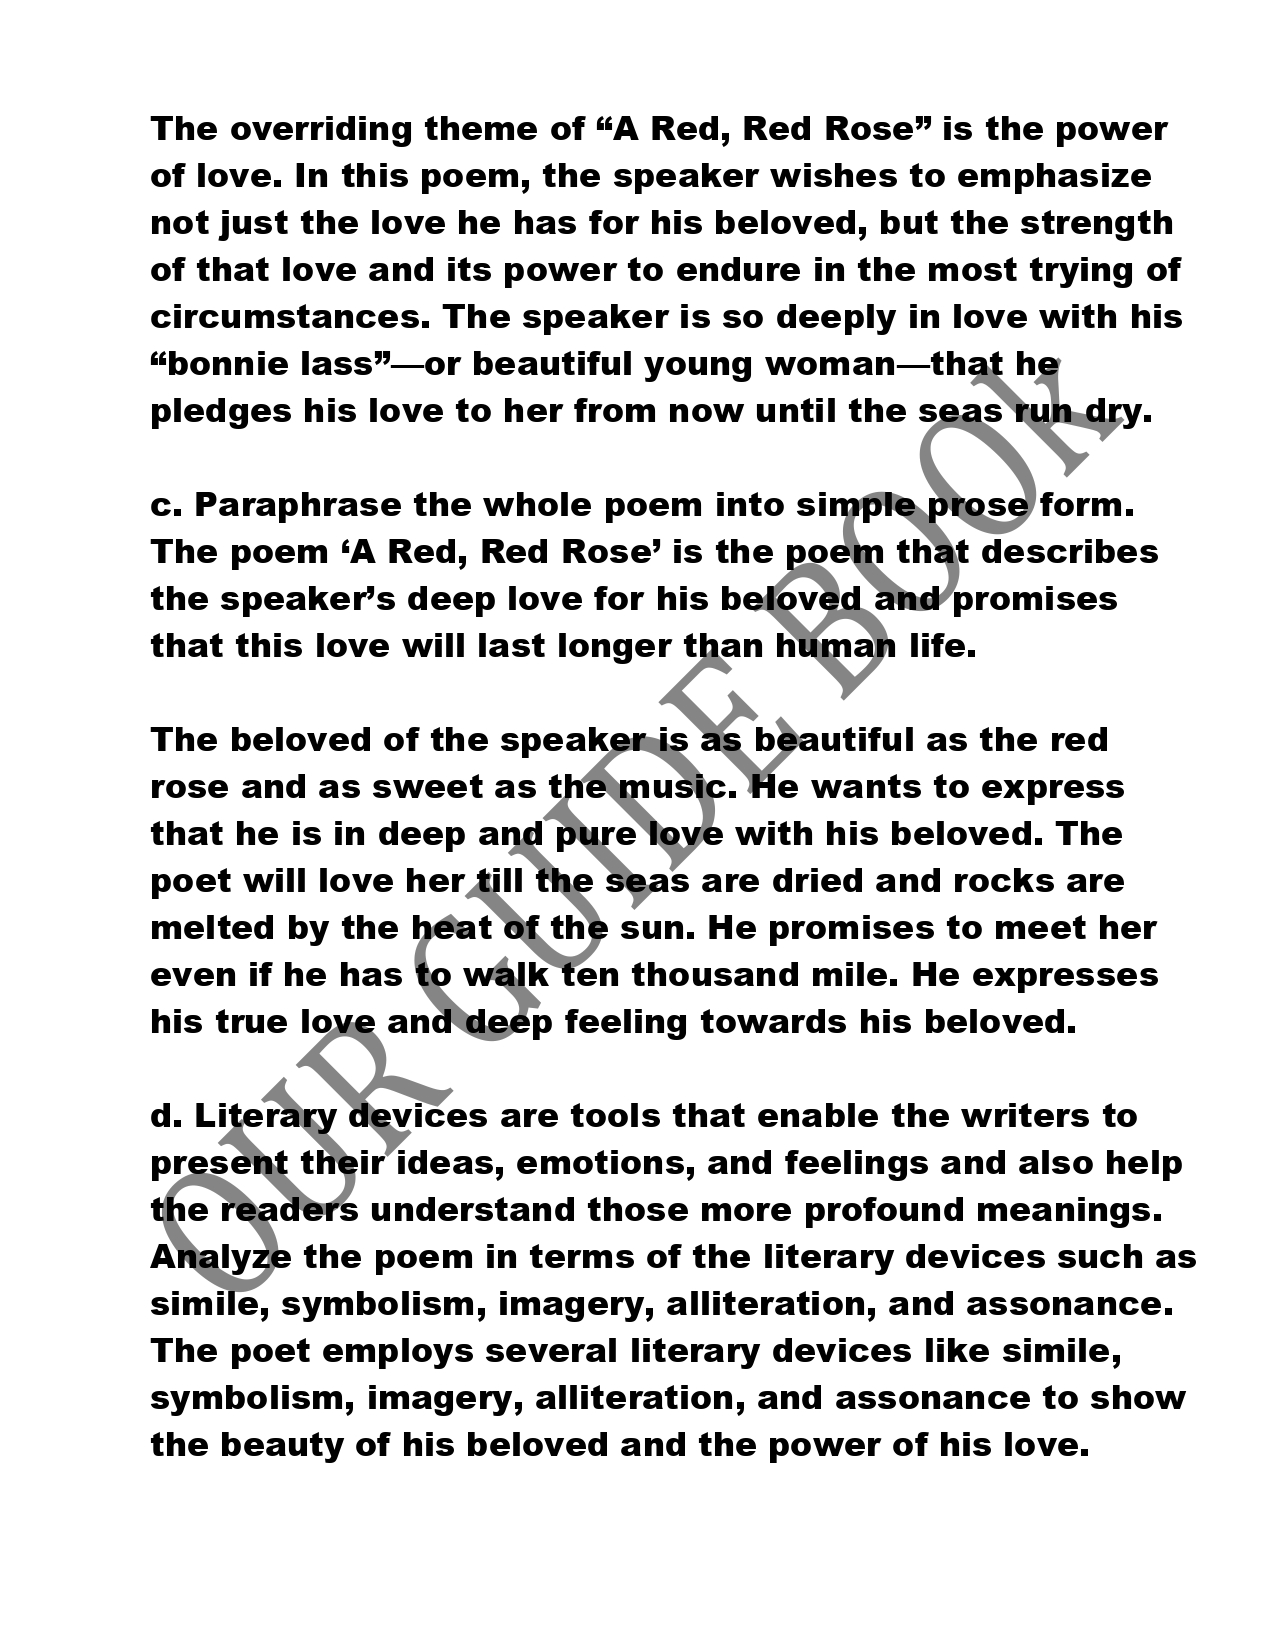 The overriding theme of “A Red, Red Rose” is the power
of love. In this poem, the speaker wishes to emphasize
not just the love he has for his beloved, but the strength
of that love and its power to endure in the most trying of
circumstances. The speaker is so deeply in love with his
“bonnie lass”—or beautiful young woman—that he
pledges his love to her from now until the seas run dry.
c. Paraphrase the whole poem into simple prose form.
The poem ‘A Red, Red Rose’ is the poem that describes
the speaker’s deep love for his beloved and promises
that this love will last longer than human life.
The beloved of the speaker is as beautiful as the red
rose and as sweet as the music. He wants to express
that he is in deep and pure love with his beloved. The
poet will love her till the seas are dried and rocks are
melted by the heat of the sun. He promises to meet her
even if he has to walk ten thousand mile. He expresses
his true love and deep feeling towards his beloved.
d. Literary devices are tools that enable the writers to
present their ideas, emotions, and feelings and also help
the readers understand those more profound meanings.
Analyze the poem in terms of the literary devices such as
simile, symbolism, imagery, alliteration, and assonance.
The poet employs several literary devices like simile,
symbolism, imagery, alliteration, and assonance to show
the beauty of his beloved and the power of his love.
OUR GUIDE BOOk